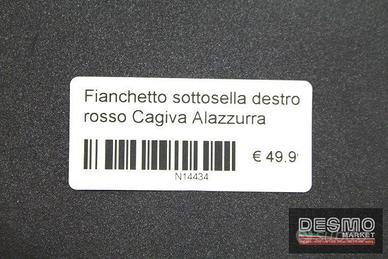 Fianchetto sottosella destro
rosso Cagiva Alazzurra
€ 49.9
N14434
DESMO
MARKET